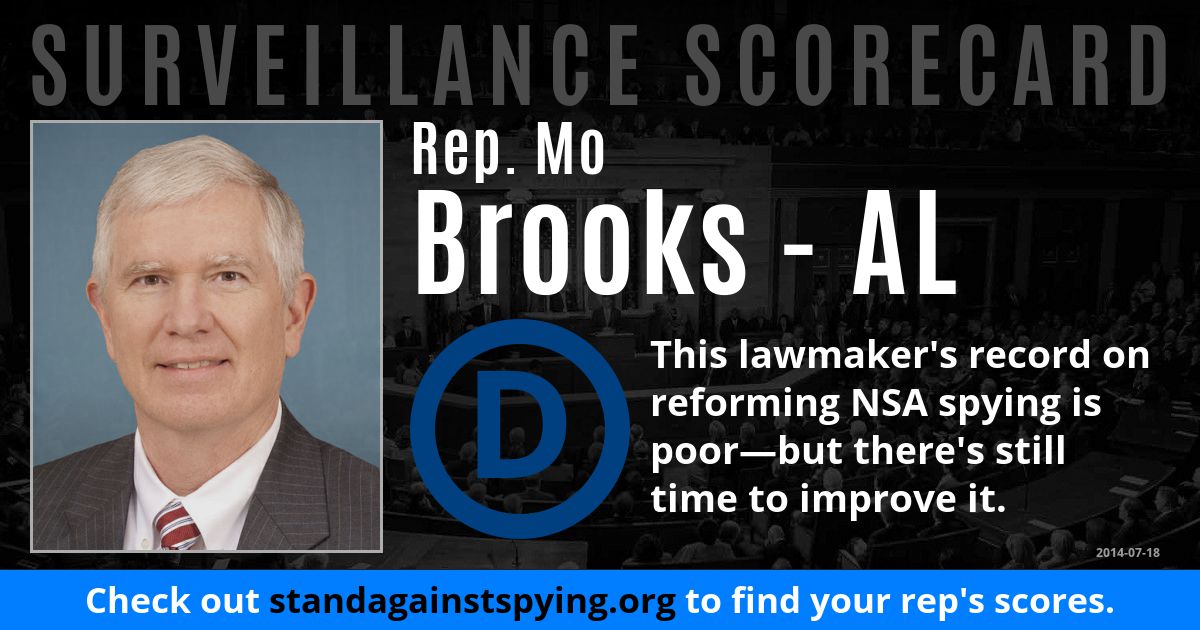 SURVEILLANCE SCORECARD
Rep. Mo
Brooks - AL
D
This lawmaker's record on
reforming NSA spying is
poor—but there's still
time to improve it.
2014-07-18
Check out standagainstspying.org to find your rep's scores.